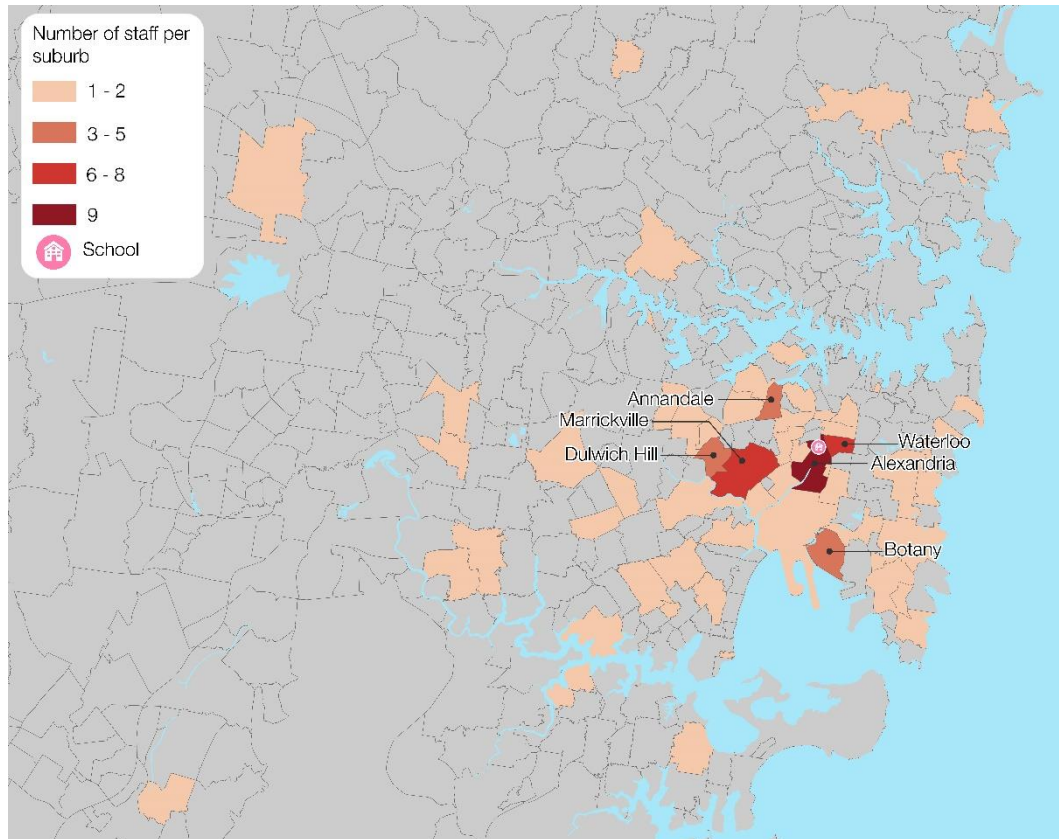 Number of staff per
suburb
1 - 2
3 - 5
6 - 8
9
School
Annandale
Marrickville
Dulwich Hill
Waterloo
Alexandria
Botany